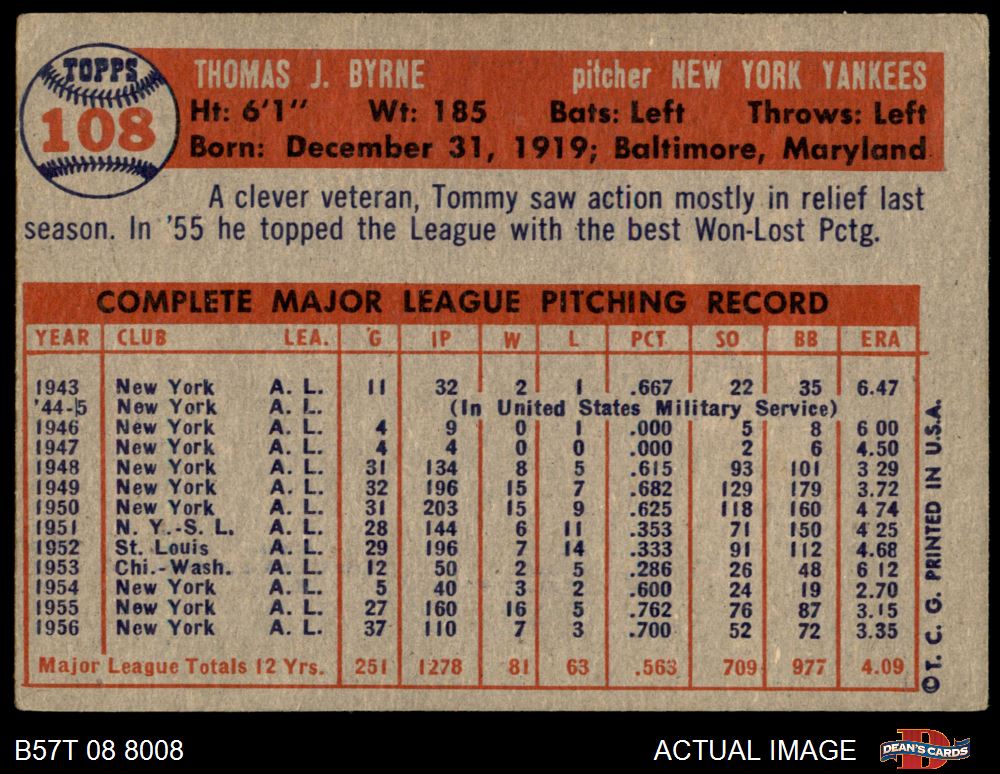 TOPPS
108
THOMAS J. BYRNE pitcher NEW YORK YANKEES
Ht: 6'1" Wt: 185 Bats: Left Throws: Left
Born: December 31, 1919; Baltimore, Maryland
A clever veteran, Tommy saw action mostly in relief last
season. In '55 he topped the League with the best Won-Lost Pctg.
COMPLETE MAJOR LEAGUE PITCHING RECORD
YEAR CLUB LEA. G IP W L PCT SO BB ERA
1943 New York A. L. 11 32 2 1 .667 22 35 6.47
'44-5 New York A. L. (In United States Military Service)
1946 New York A. L. 4 9 0 1 .000 5 8 6 00
1947 New York A. L. 4 4 0 0 .000 2 6 4.50
1948 New York A. L. 31 134 8 5 .615 93 101 3 29
1949 New York A. L. 32 196 15 7 .682 129 179 3.72
1950 New York A. L. 31 203 15 9 .625 118 160 4 74
1951 N. Y.-S. L. A. L. 28 144 6 11 .353 71 150 4 25
1952 St. Louis A. L. 29 196 7 14 .333 91 112 4.68
1953 Chi.-Wash. A. L. 12 50 2 5 .286 26 48 6 12
1954 New York A. L. 5 40 3 2 .600 24 19 2.70
1955 New York A. L. 27 160 16 5 .762 76 87 3.15
1956 New York A. L. 37 110 7 3 .700 52 72 3.35
Major League Totals 12 Yrs. 251 1278 81 63 .563 709 977 4.09
©T. C. G. PRINTED IN U.S.A.
B57T 08 8008 ACTUAL IMAGE DEAN'S CARDS